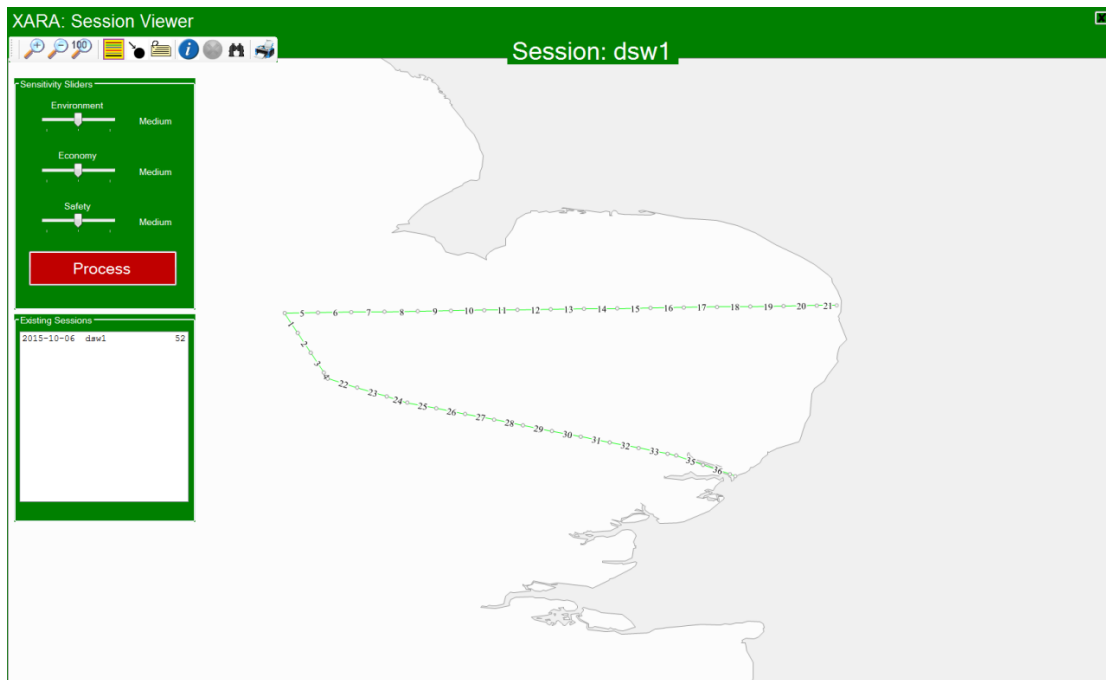 XARA: Session Viewer
X
100
Session: dsw1
Sensitivity Sliders
Environment
Medium
Economy
Medium
Safety
Medium
Process
Existing Sessions
2015-10-06 dsw1 52
5 6 7 8 9 10 11 12 13 14 15 16 17 18 19 20 21
1
2
3
4
22 23 24 25 26 27 28 29 30 31 32 33 35 36